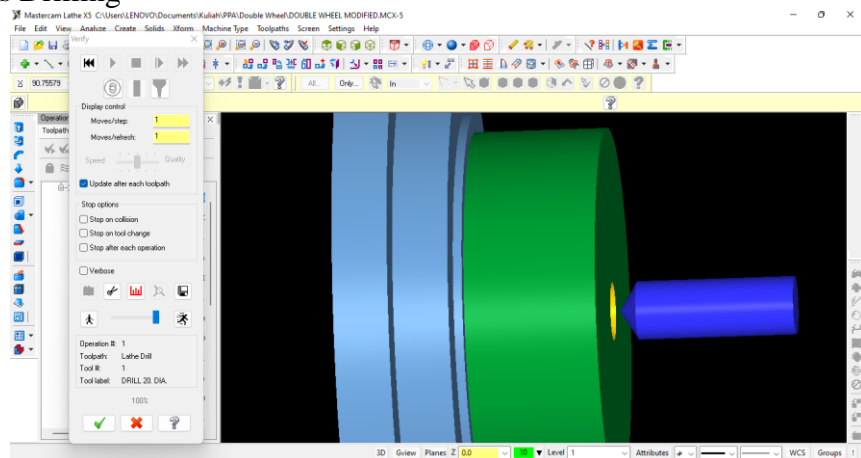 Mastercam Lathe X5 C:\Users\LENOVO\Documents\Kuliah\PPA\Double Wheel\DOUBLE WHEEL MODIFIED.MCX-5
File Edit View Analyze Create Solids Xform Machine Type Toolpaths Screen Settings Help
Verify
90.75579
All... Only... In
Display control
Moves/step: 1
Moves/refresh: 1
Speed Quality
Update after each toolpath
Stop options
Stop on collision
Stop on tool change
Stop after each operation
Verbose
Operation #: 1
Toolpath: Lathe Drill
Tool #: 1
Tool label: DRILL 20. DIA.
100%
3D Gview Planes Z 0.0 10 Level 1 Attributes WCS Groups